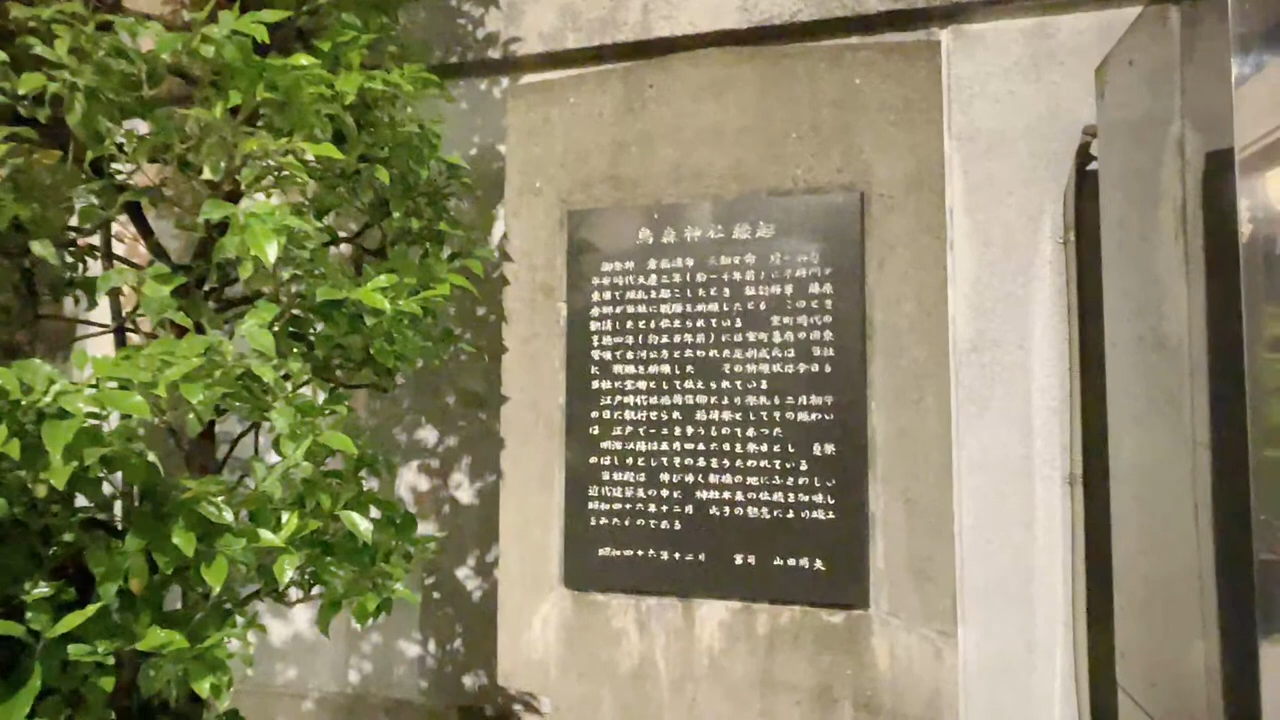 烏森神社縁起
御祭神 倉稲魂命 天鈿女命 瓊々杵尊
平安時代天慶三年(約一千年前)に平将門が
東国で叛乱を起こしたとき 征討将軍 藤原
秀郷が当社に戦勝を祈願したとも このとき
勧請したとも伝えられている 室町時代の
享徳四年(約五百年前)には室町幕府の関東
管領で古河公方と云われた足利成氏は 当社
に 戦勝を祈願した その祈願状は今日も
当社に宝物として伝えられている
江戸時代は稲荷信仰により祭礼も二月初午
の日に執行せられ 稲荷祭としてその賑わい
は 江戸で一二を争うものであった
明治以降は五月四五六日を祭日とし 夏祭
のはしりとしてその名をうたわれている
当社殿は 伸びゆく新橋の地にふさわしい
近代建築美の中に 神社本来の伝統を加味し
昭和四十六年十二月 氏子の熱意により竣工
をみたものである
昭和四十六年十二月 宮司 山田